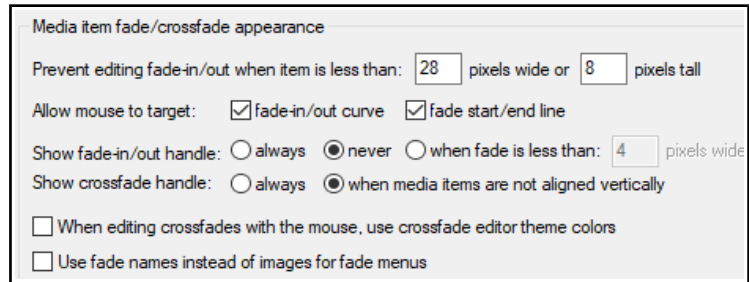 Media item fade/crossfade appearance
Prevent editing fade-in/out when item is less than: 28 pixels wide or 8 pixels tall
Allow mouse to target: fade-in/out curve fade start/end line
Show fade-in/out handle: always never when fade is less than: 4 pixels wide
Show crossfade handle: always when media items are not aligned vertically
When editing crossfades with the mouse, use crossfade editor theme colors
Use fade names instead of images for fade menus